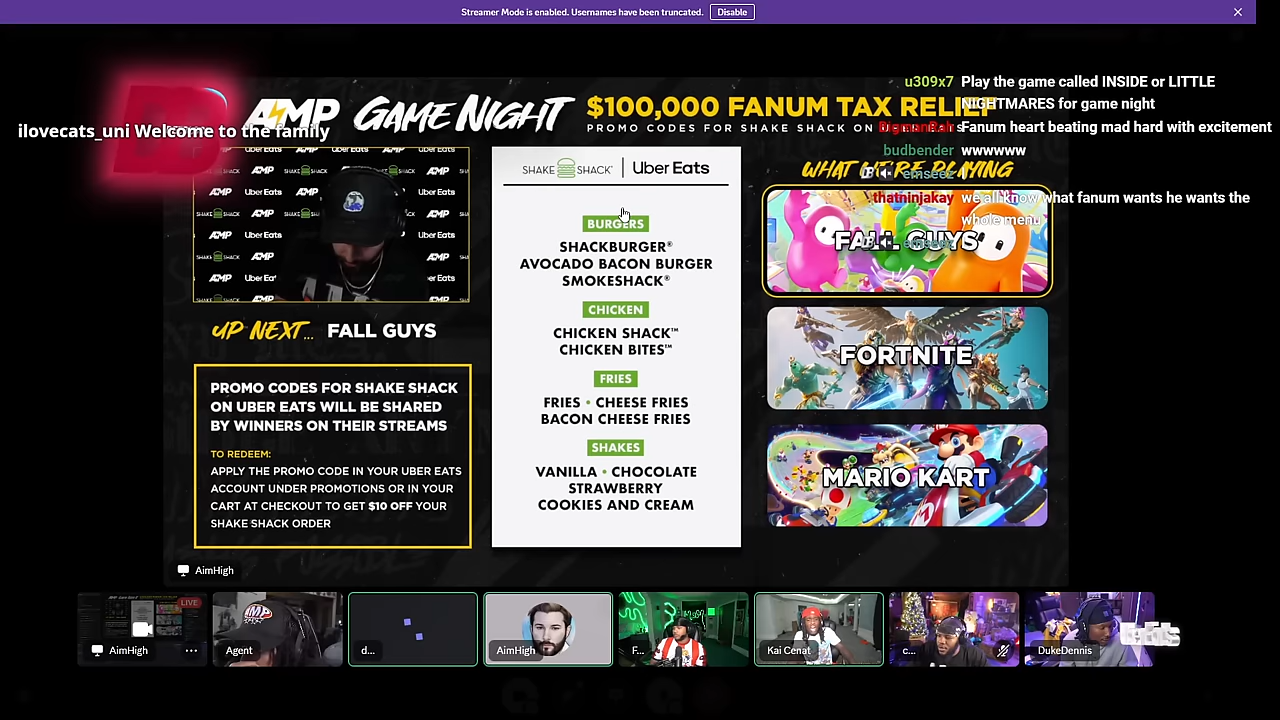 Streamer Mode is enabled. Usernames have been truncated. Disable
AMP GAME NIGHT
$100,000 FANUM TAX RELIEF
PROMO CODES FOR SHAKE SHACK ON
ilovecats_uni Welcome to the family
u309x7 Play the game called INSIDE or LITTLE
NIGHTMARES for game night
Fanum heart beating mad hard with excitement
budbender wwwwww
emseez
thatninjakay we all know what fanum wants he wants the
whole menu
WHAT WE'RE PLAYING
SHAKE SHACK | Uber Eats
BURGERS
SHACKBURGER®
AVOCADO BACON BURGER
SMOKESHACK®
CHICKEN
CHICKEN SHACK™
CHICKEN BITES™
FRIES
FRIES • CHEESE FRIES
BACON CHEESE FRIES
SHAKES
VANILLA • CHOCOLATE
STRAWBERRY
COOKIES AND CREAM
UP NEXT... FALL GUYS
PROMO CODES FOR SHAKE SHACK
ON UBER EATS WILL BE SHARED
BY WINNERS ON THEIR STREAMS
TO REDEEM:
APPLY THE PROMO CODE IN YOUR UBER EATS
ACCOUNT UNDER PROMOTIONS OR IN YOUR
CART AT CHECKOUT TO GET $10 OFF YOUR
SHAKE SHACK ORDER
FALL GUYS
FORTNITE
MARIO KART
AimHigh
LIVE
AimHigh
Agent
d...
AimHigh
F...
Kai Cenat
c...
DukeDennis